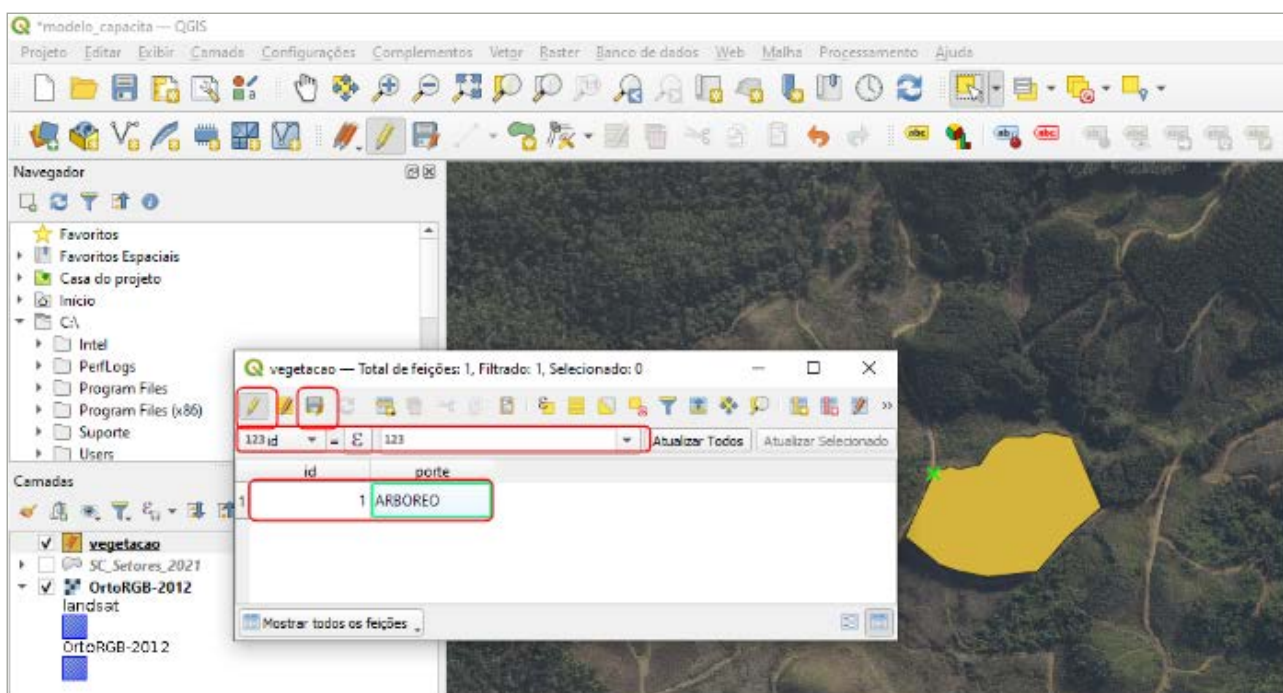 *modelo_capacita — QGIS
Projeto Editar Exibir Camada Configurações Complementos Vetor Raster Banco de dados Web Malha Processamento Ajuda
Navegador
Favoritos
Favoritos Espaciais
Casa do projeto
Início
C:\
Intel
PerfLogs
Program Files
Program Files (x86)
Suporte
Users
Camadas
vegetacao
SC_Setores_2021
OrtoRGB-2012
landsat
OrtoRGB-2012
vegetacao — Total de feições: 1, Filtrado: 1, Selecionado: 0
123 id = ε 123 Atualizar Todos Atualizar Selecionado
id porte
1 1 ARBOREO
Mostrar todos os feições